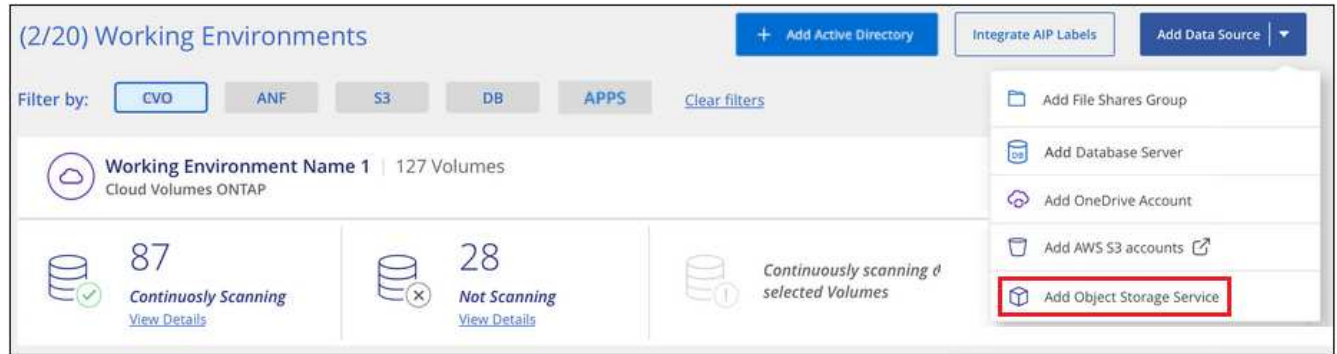 (2/20) Working Environments
+ Add Active Directory
Integrate AIP Labels
Add Data Source
Filter by:
CVO
ANF
S3
DB
APPS
Clear filters
Add File Shares Group
DB
Add Database Server
Add OneDrive Account
Add AWS S3 accounts
Add Object Storage Service
Working Environment Name 1 | 127 Volumes
Cloud Volumes ONTAP
87
Continuosly Scanning
View Details
28
Not Scanning
View Details
Continuously scanning
selected Volumes